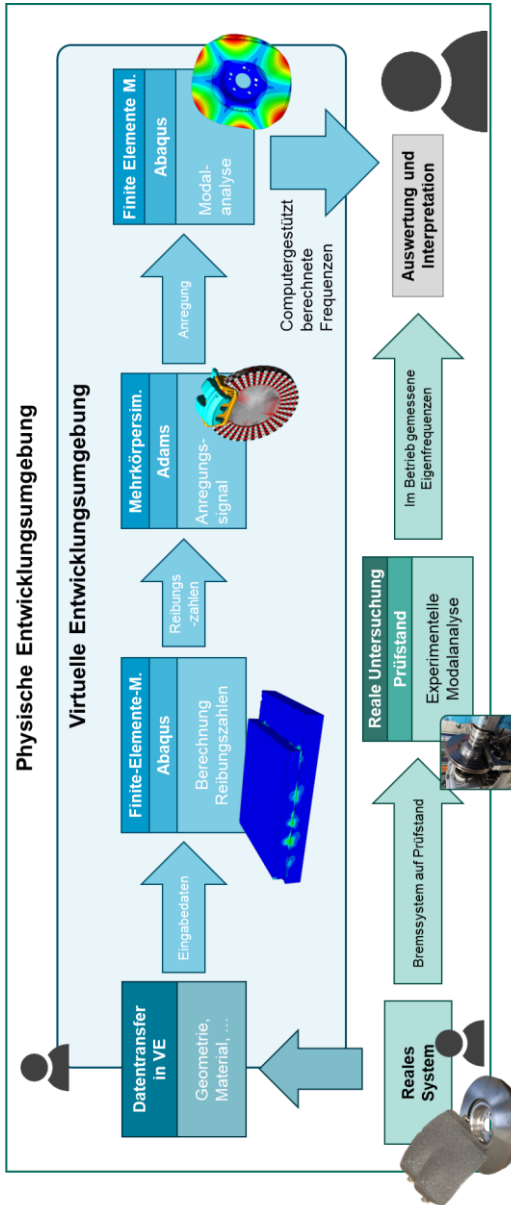 Physische Entwicklungsumgebung
Virtuelle Entwicklungsumgebung
Datentransfer
in VE
Geometrie,
Material, …
Eingabedaten
Finite-Elemente-M.
Abaqus
Berechnung
Reibungszahlen
Reibungs
-zahlen
Mehrkörpersim.
Adams
Anregungs-
signal
Anregung
Finite Elemente M.
Abaqus
Modal-
analyse
Computergestützt
berechnete
Frequenzen
Reales
System
Bremssystem auf Prüfstand
Reale Untersuchung
Prüfstand
Experimentelle
Modalanalyse
Im Betrieb gemessene
Eigenfrequenzen
Auswertung und
Interpretation